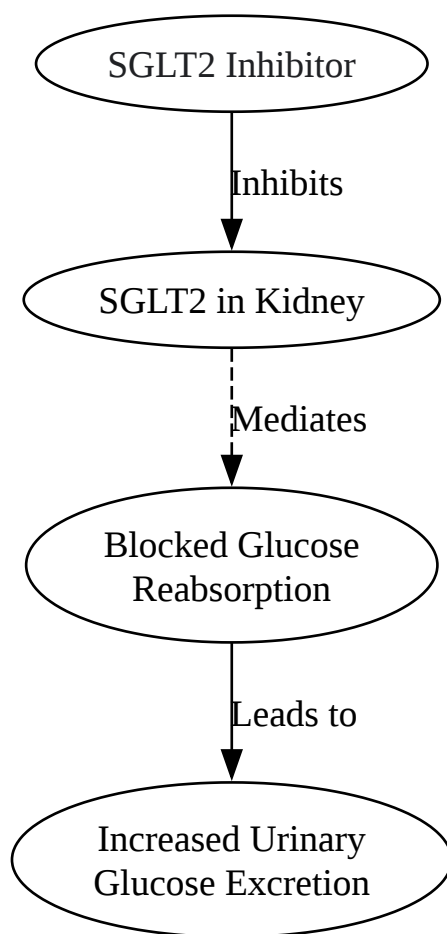 SGLT2 Inhibitor
Inhibits
SGLT2 in Kidney
Mediates
Blocked Glucose
Reabsorption
Leads to
Increased Urinary
Glucose Excretion